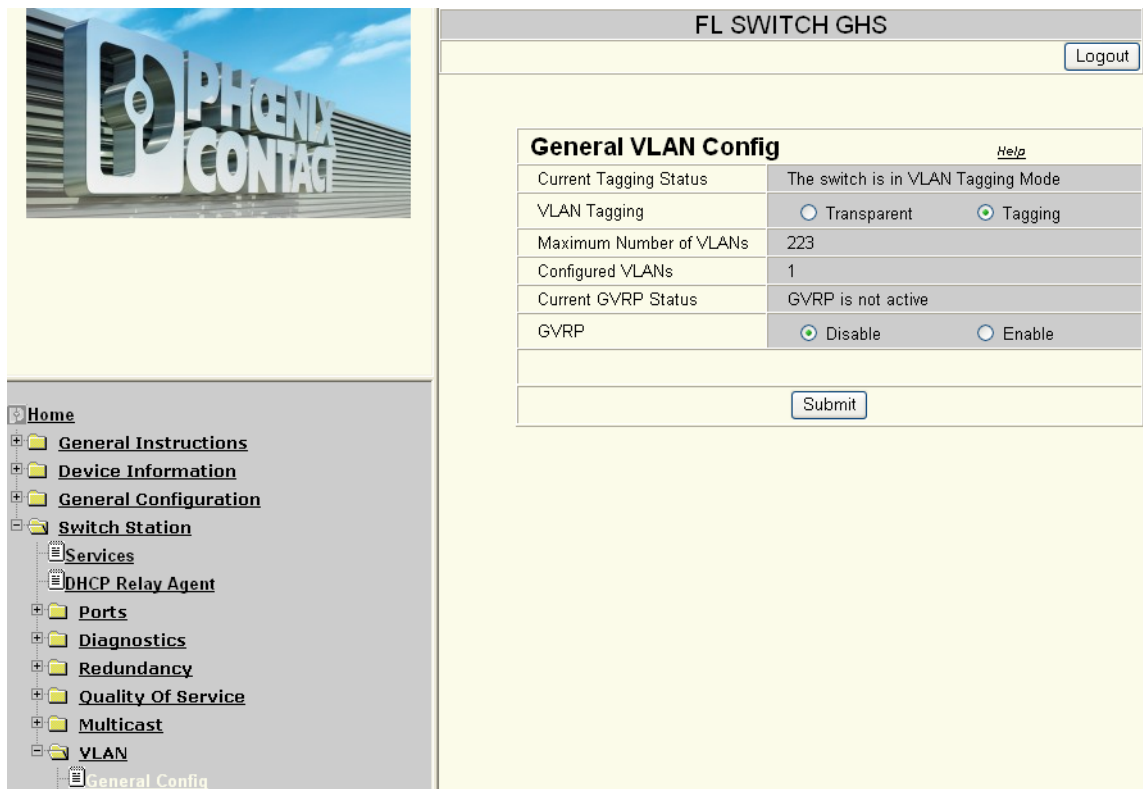 PHŒNIX
CONTACT
FL SWITCH GHS
Logout
General VLAN Config Help
Current Tagging Status The switch is in VLAN Tagging Mode
VLAN Tagging Transparent Tagging
Maximum Number of VLANs 223
Configured VLANs 1
Current GVRP Status GVRP is not active
GVRP Disable Enable
Submit
Home
General Instructions
Device Information
General Configuration
Switch Station
Services
DHCP Relay Agent
Ports
Diagnostics
Redundancy
Quality Of Service
Multicast
VLAN
General Config